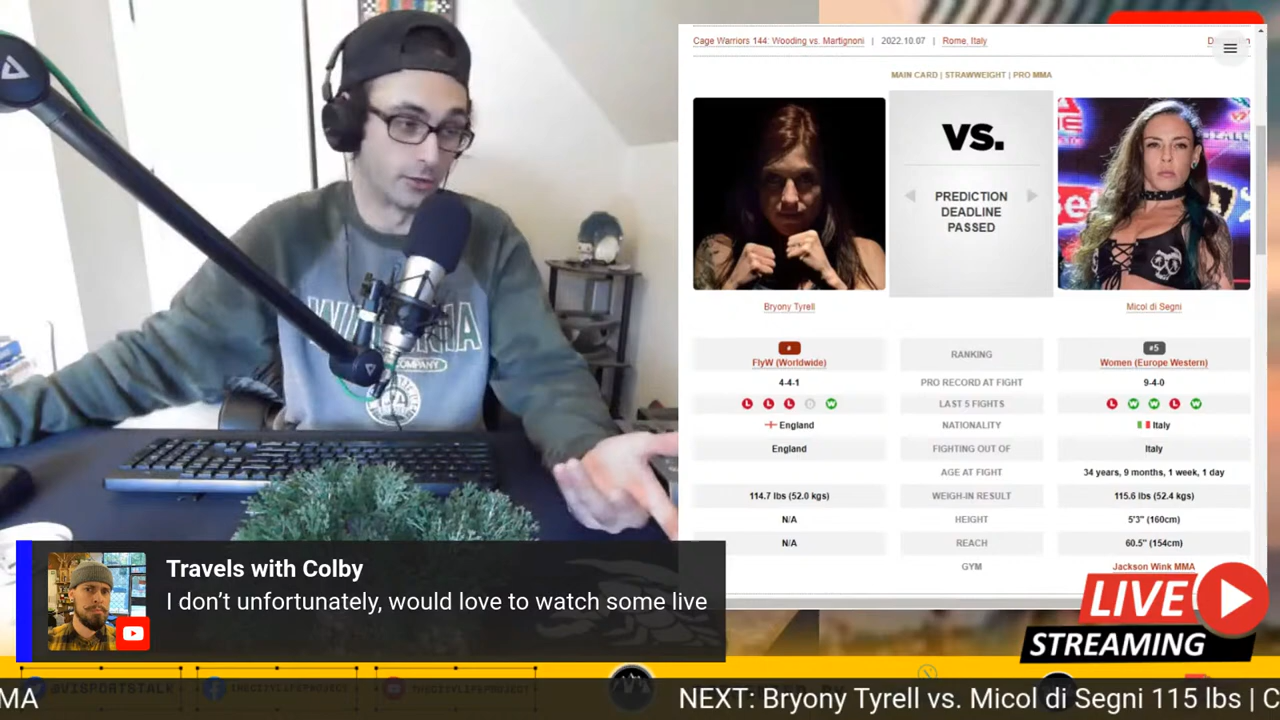 Cage Warriors 144: Wooding vs. Martignoni | 2022.10.07 | Rome, Italy
MAIN CARD | STRAWWEIGHT | PRO MMA
VS.
PREDICTION
DEADLINE
PASSED
Bryony Tyrell
Micol di Segni
# #5
FlyW (Worldwide) RANKING Women (Europe Western)
4-4-1 PRO RECORD AT FIGHT 9-4-0
L L L D W LAST 5 FIGHTS L W W L W
England NATIONALITY Italy
England FIGHTING OUT OF Italy
AGE AT FIGHT 34 years, 9 months, 1 week, 1 day
114.7 lbs (52.0 kgs) WEIGH-IN RESULT 115.6 lbs (52.4 kgs)
N/A HEIGHT 5'3" (160cm)
N/A REACH 60.5" (154cm)
GYM Jackson Wink MMA
COMPANY
Travels with Colby
I don’t unfortunately, would love to watch some live
LIVE
STREAMING
@VISPORTSTALK
THECITYLIFEPROJECT
THECITYLIFEPROJECT
MA
NEXT: Bryony Tyrell vs. Micol di Segni 115 lbs | C